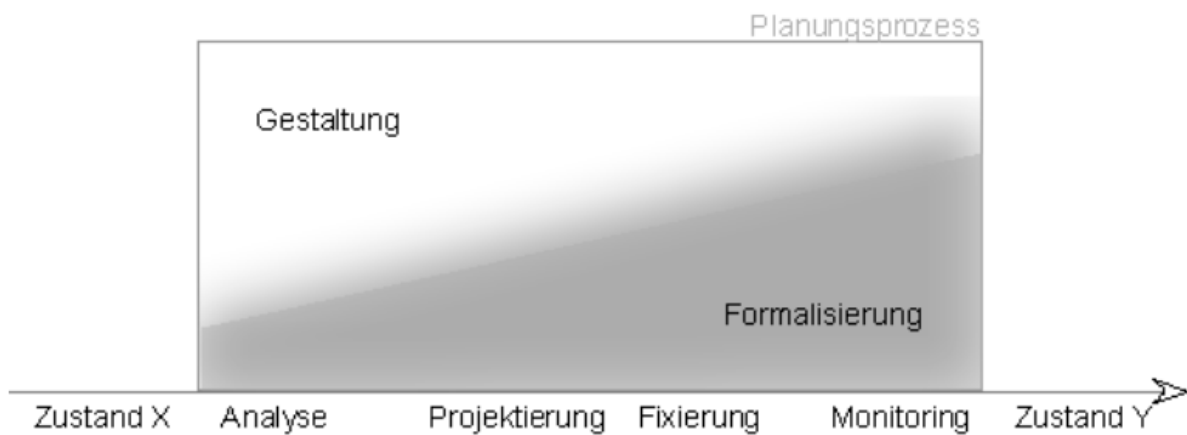 Planungsprozess
Gestaltung
Formalisierung
Zustand X Analyse Projektierung Fixierung Monitoring Zustand Y